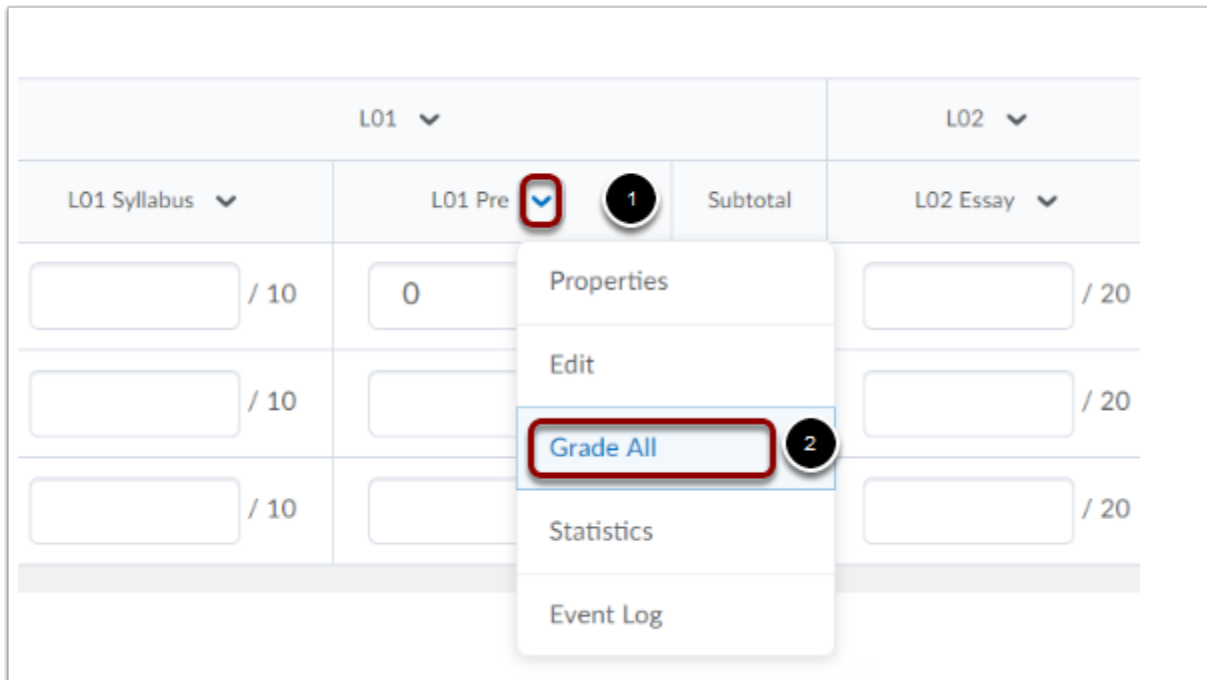 L01 L02
L01 Syllabus L01 Pre 1 Subtotal L02 Essay
/ 10 0 / 20
Properties
Edit
/ 10 / 20
Grade All 2
/ 10 / 20
Statistics
Event Log